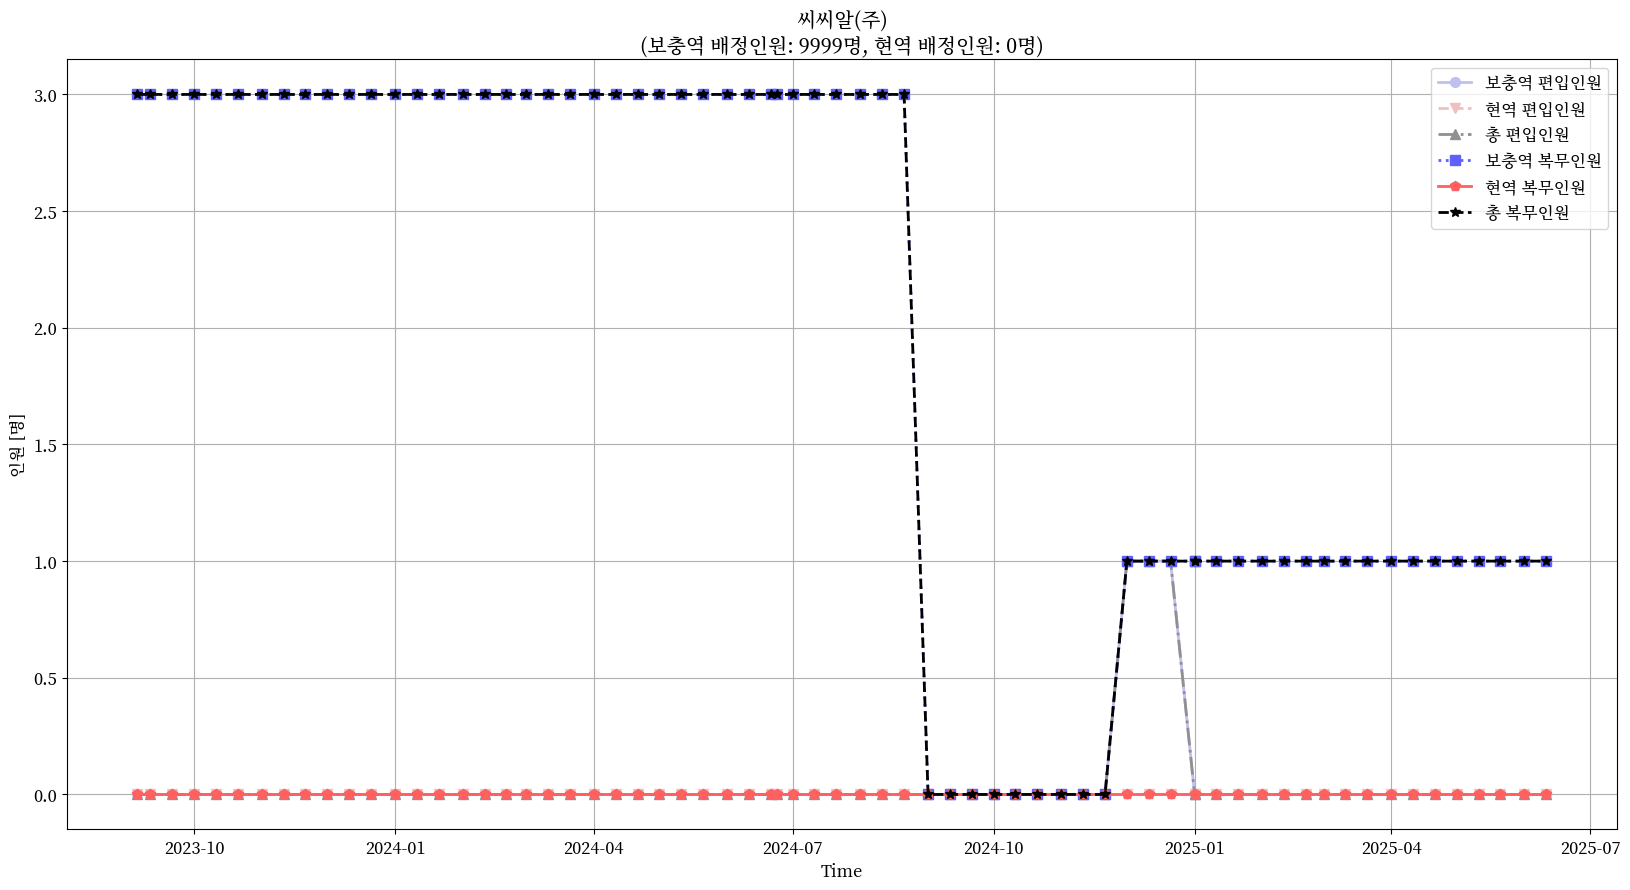 씨씨알(주)
(보충역 배정인원: 9999명, 현역 배정인원: 0명)
보충역 편입인원
현역 편입인원
총 편입인원
보충역 복무인원
현역 복무인원
총 복무인원
인원 [명]
3.0
2.5
2.0
1.5
1.0
0.5
0.0
2023-10
2024-01
2024-04
2024-07
2024-10
2025-01
2025-04
2025-07
Time